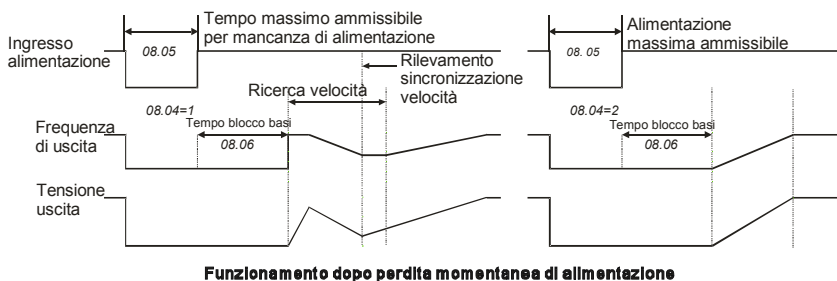 Tempo massimo ammissibile
per mancanza di alimentazione
Ingresso
alimentazione
08.05
Rilevamento
sincronizzazione
velocità
Ricerca velocità
08.04=1
Tempo blocco basi
08.06
Frequenza
di uscita
Tensione
uscita
Alimentazione
massima ammissibile
08. 05
08.04=2
Tempo blocco basi
08.06
Funzionamento dopo perdita momentanea di alimentazione